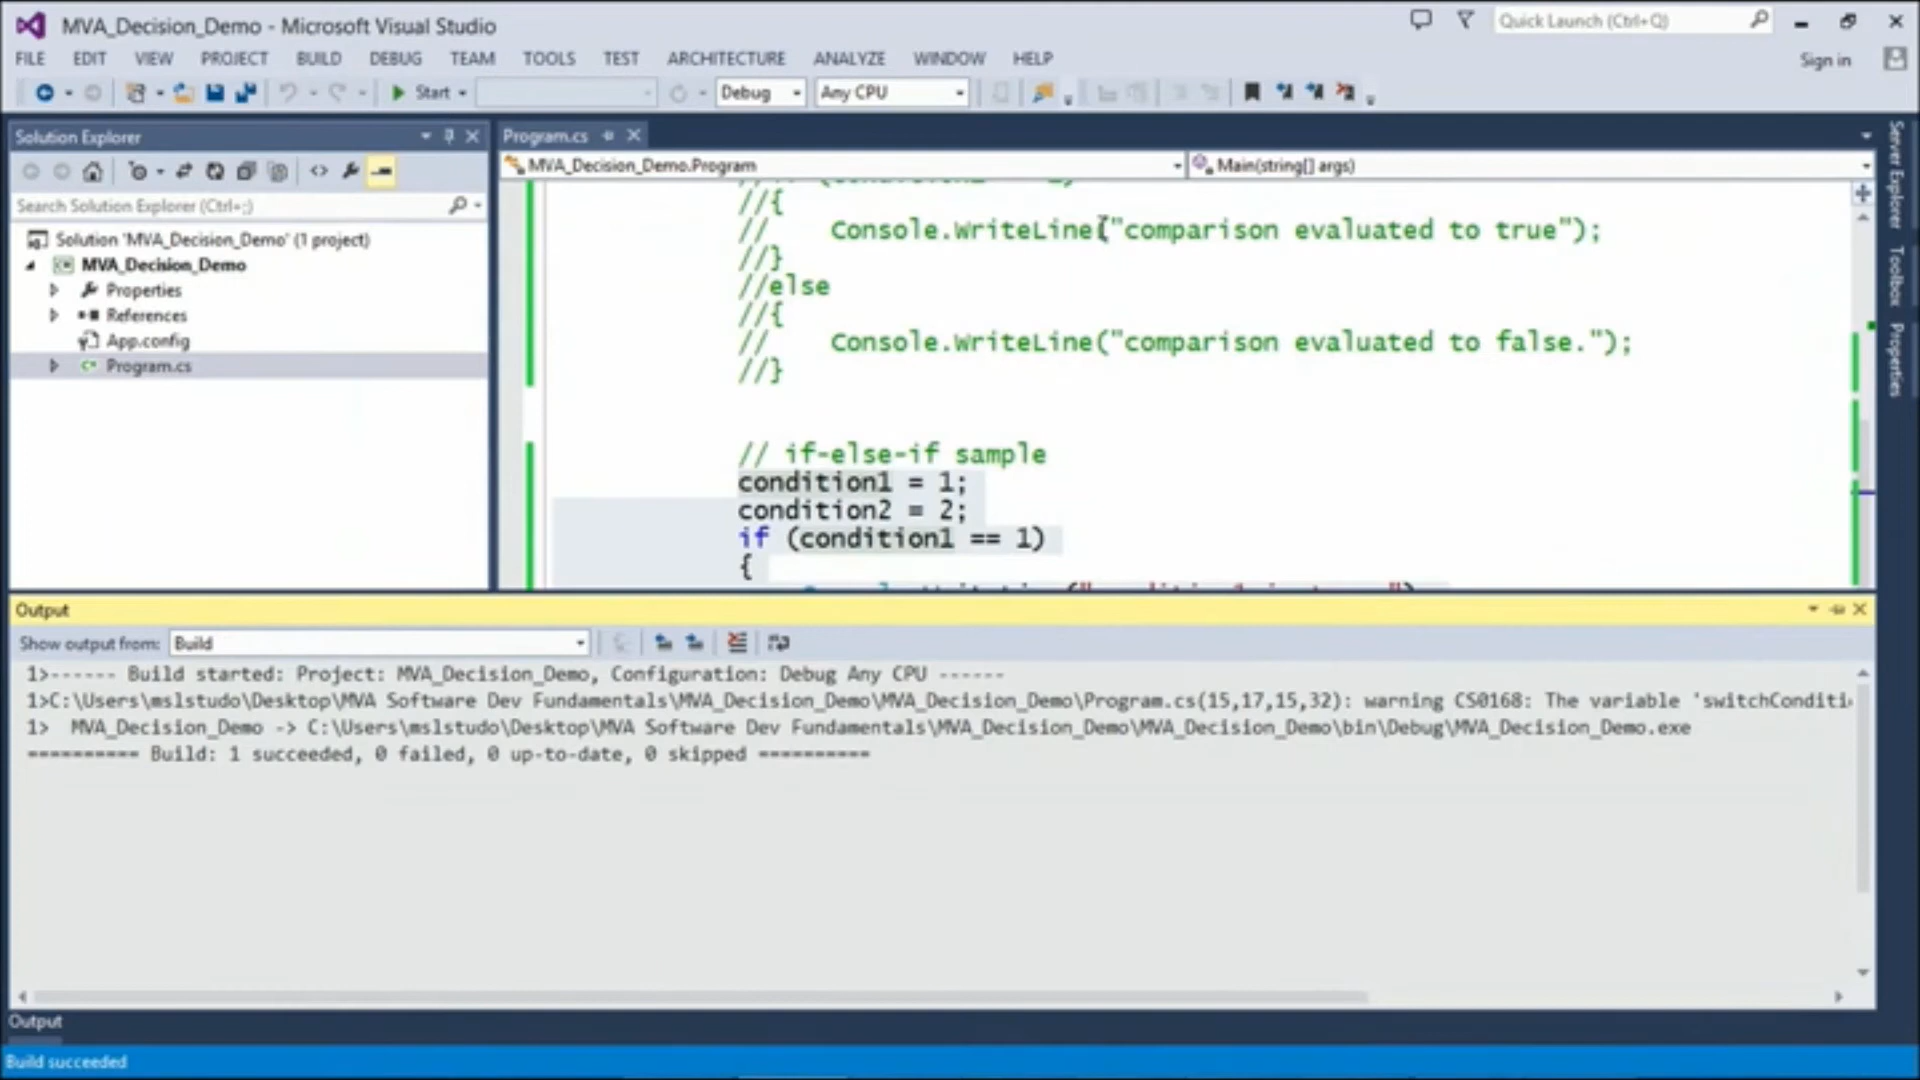 MVA_Decision_Demo - Microsoft Visual Studio
Quick Launch (Ctrl+Q)
FILE EDIT VIEW PROJECT BUILD DEBUG TEAM TOOLS TEST ARCHITECTURE ANALYZE WINDOW HELP
Sign in
Start Debug Any CPU
Solution Explorer
Program.cs
MVA_Decision_Demo.Program
Main(string[] args)
Search Solution Explorer (Ctrl+;)
Solution 'MVA_Decision_Demo' (1 project)
MVA_Decision_Demo
Properties
References
App.config
Program.cs
//{
//     Console.WriteLine("comparison evaluated to true");
//}
//else
//{
//     Console.WriteLine("comparison evaluated to false.");
//}
// if-else-if sample
condition1 = 1;
condition2 = 2;
if (condition1 == 1)
{
Server Explorer
Toolbox
Properties
Output
Show output from: Build
1>------ Build started: Project: MVA_Decision_Demo, Configuration: Debug Any CPU ------
1>C:\Users\mslstudo\Desktop\MVA Software Dev Fundamentals\MVA_Decision_Demo\MVA_Decision_Demo\Program.cs(15,17,15,32): warning CS0168: The variable 'switchConditi
1>  MVA_Decision_Demo -> C:\Users\mslstudo\Desktop\MVA Software Dev Fundamentals\MVA_Decision_Demo\MVA_Decision_Demo\bin\Debug\MVA_Decision_Demo.exe
========== Build: 1 succeeded, 0 failed, 0 up-to-date, 0 skipped ==========
Output
Build succeeded